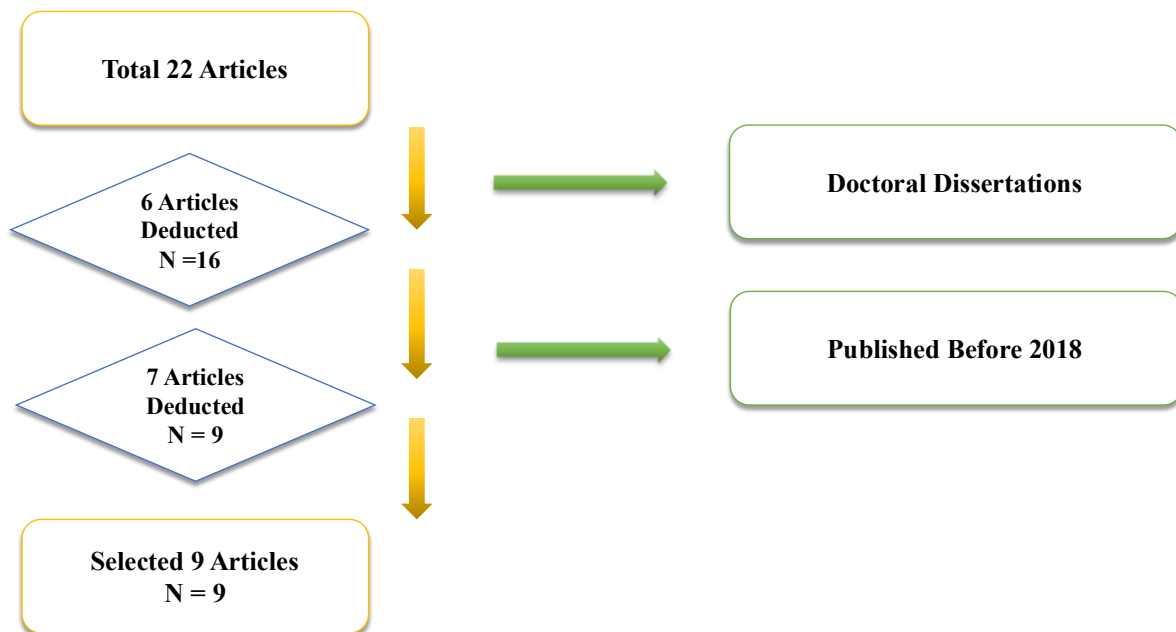 Total 22 Articles
6 Articles
Deducted
N =16
Doctoral Dissertations
7 Articles
Deducted
N = 9
Published Before 2018
Selected 9 Articles
N = 9